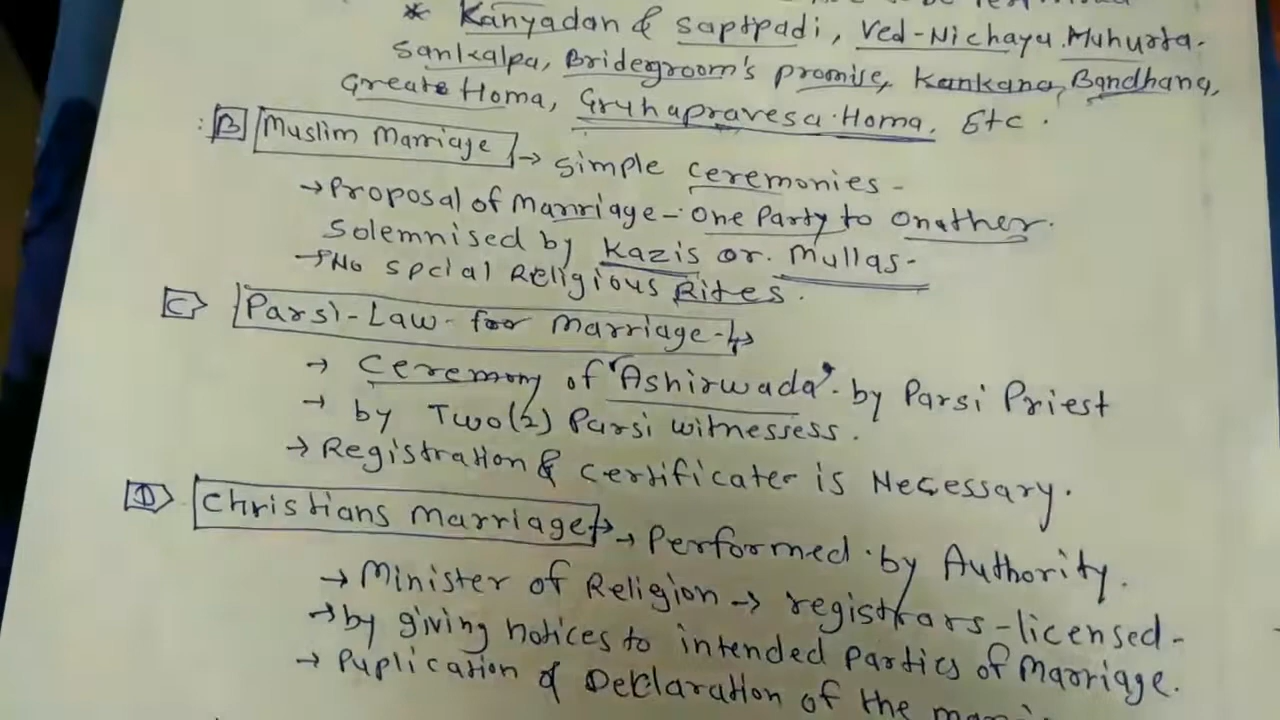 * Kanyadan & saptpadi, Ved-Nichaya Muhurta-
Sankalpa, Bridegroom's promise, Kankana Bandhana,
Greate Homa, Gruhapravesa Homa. Etc.
B Muslim Marriage → simple ceremonies -
→ Proposal of Manrriage - one Party to Onather.
Solemnised by Kazis or. Mullas -
→ No spcial Religious Rites.
C Parsi-Law for Marriage →
→ Ceremony of "Ashirwada" by Parsi Priest
→ by Two(2) Parsi witnessess.
→ Registration & certificater is Necessary.
D Christians marriage → → Performed by Authority.
→ Minister of Religion → registrars-licensed -
→ by giving notices to intended Parties of Marriage.
→ Puplication of Declaration of the